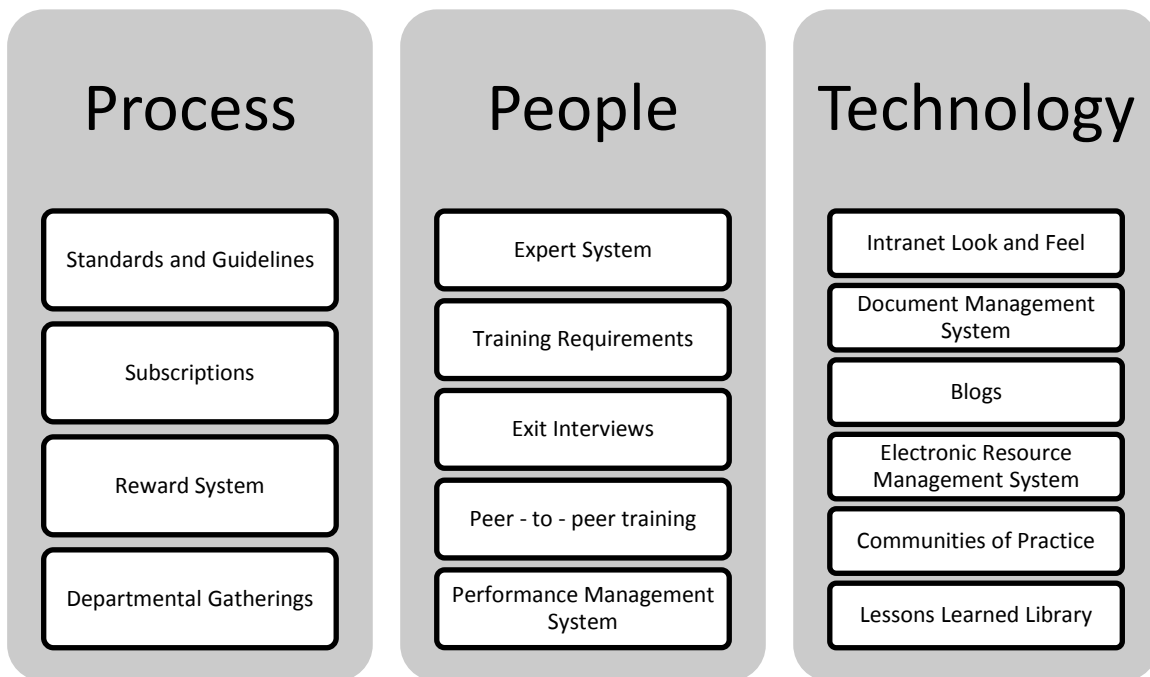 Process
Standards and Guidelines
Subscriptions
Reward System
Departmental Gatherings
People
Expert System
Training Requirements
Exit Interviews
Peer - to - peer training
Performance Management
System
Technology
Intranet Look and Feel
Document Management
System
Blogs
Electronic Resource
Management System
Communities of Practice
Lessons Learned Library